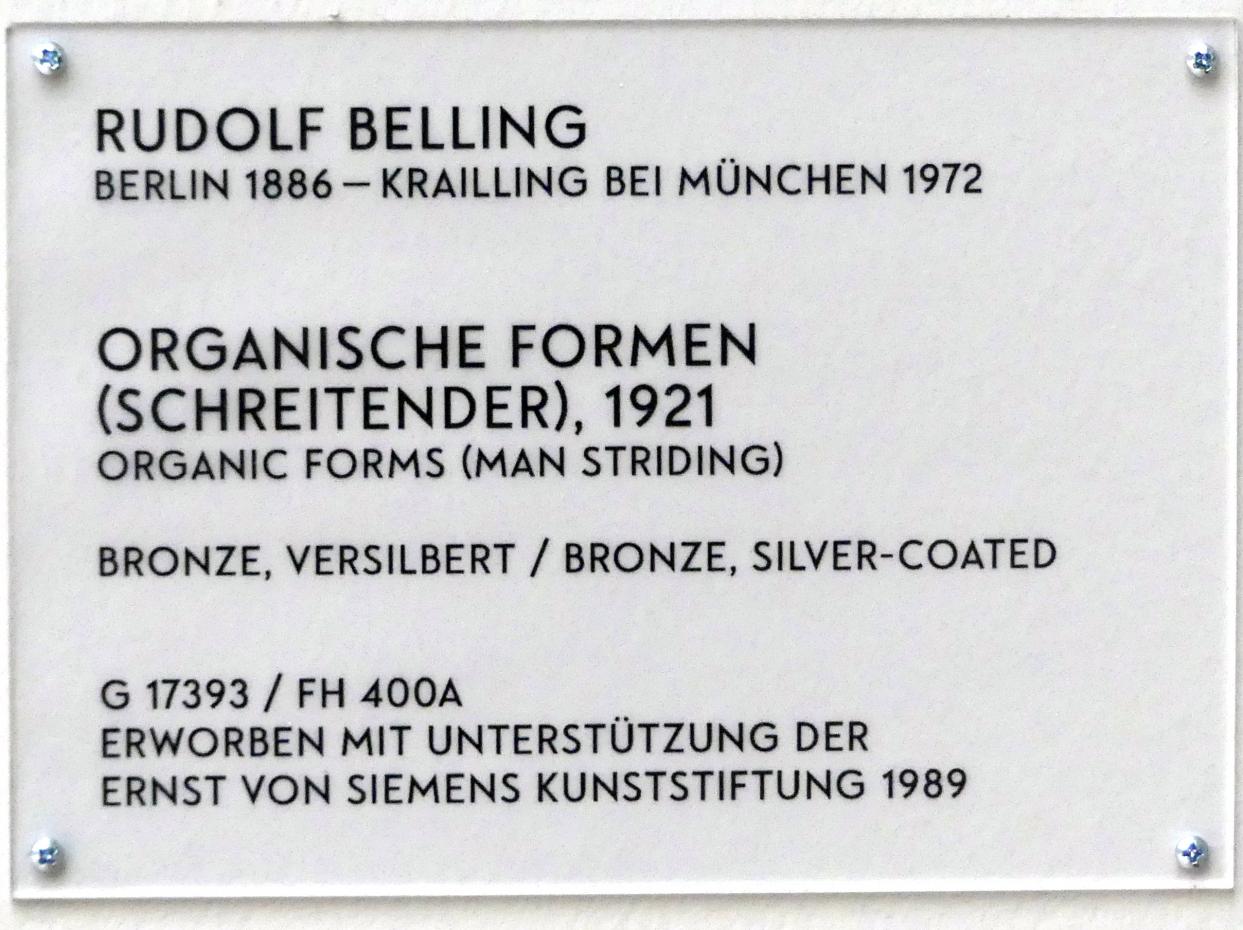 RUDOLF BELLING
BERLIN 1886 – KRAILLING BEI MÜNCHEN 1972
ORGANISCHE FORMEN
(SCHREITENDER), 1921
ORGANIC FORMS (MAN STRIDING)
BRONZE, VERSILBERT / BRONZE, SILVER-COATED
G 17393 / FH 400A
ERWORBEN MIT UNTERSTÜTZUNG DER
ERNST VON SIEMENS KUNSTSTIFTUNG 1989